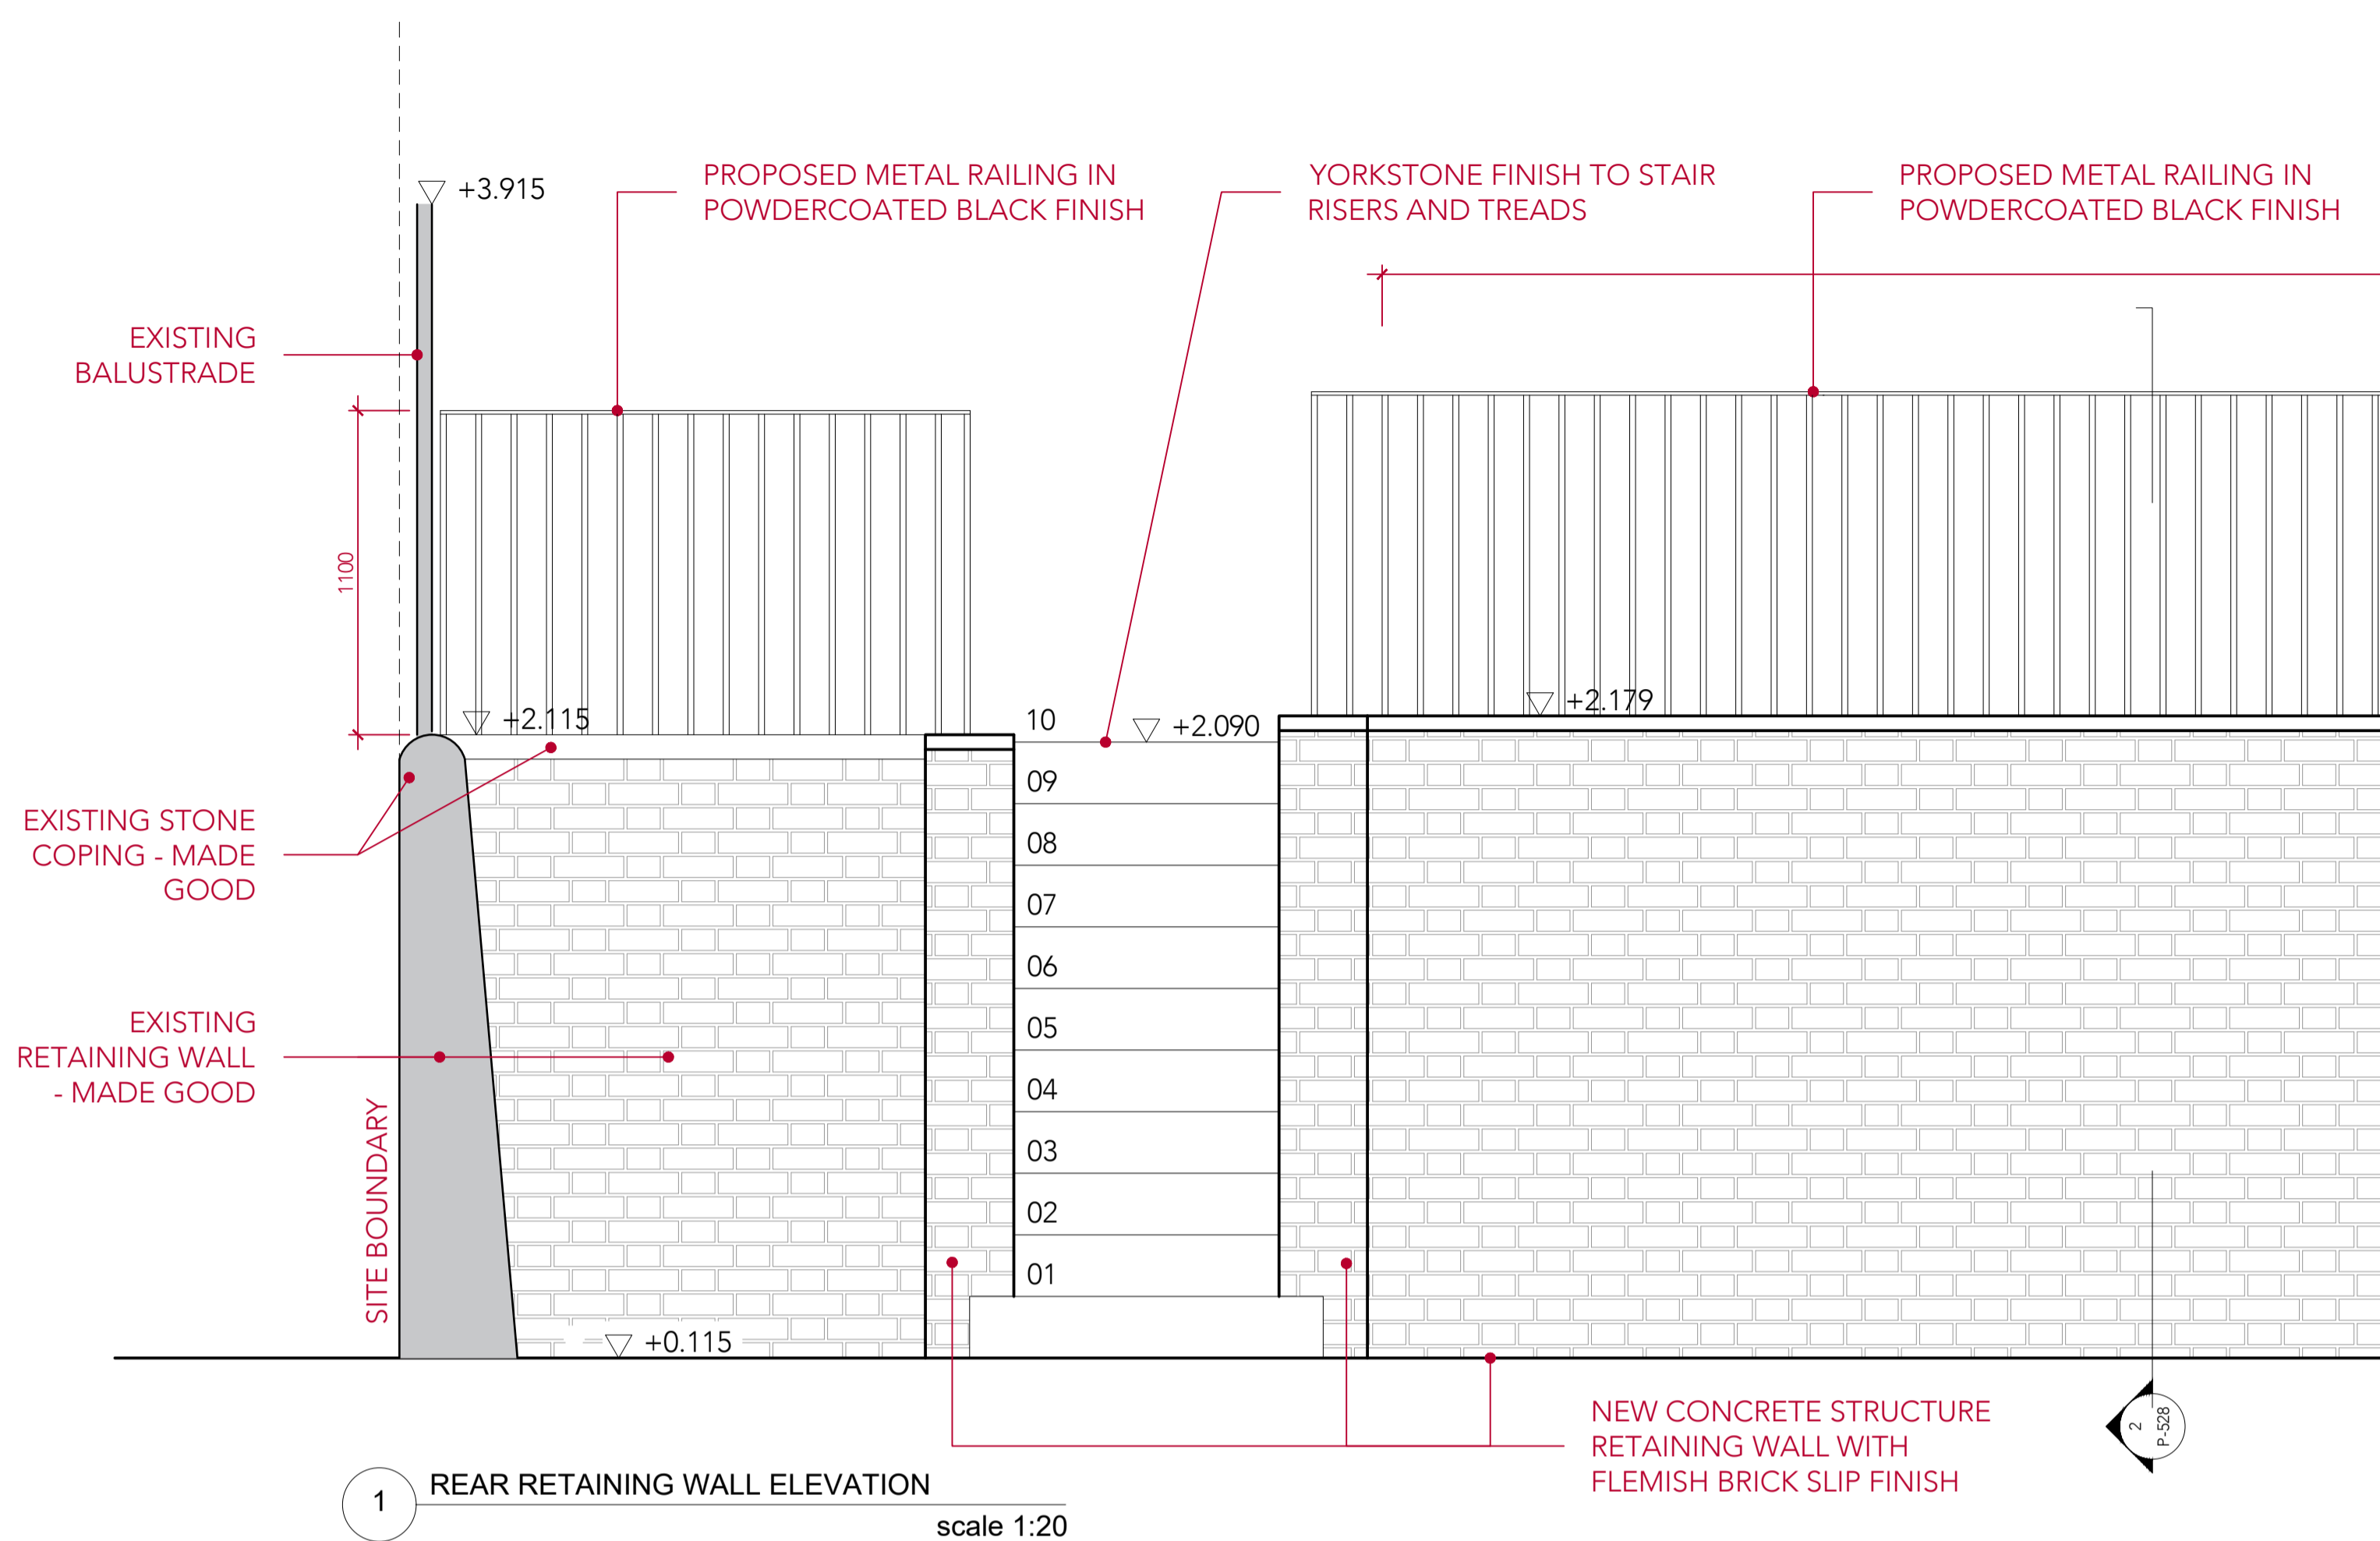 +3.915
PROPOSED METAL RAILING IN
POWDERCOATED BLACK FINISH
YORKSTONE FINISH TO STAIR
RISERS AND TREADS
PROPOSED METAL RAILING IN
POWDERCOATED BLACK FINISH
EXISTING
BALUSTRADE
1100
+2.115
10
+2.090
+2.179
09
EXISTING STONE
COPING - MADE
GOOD
08
07
06
EXISTING
RETAINING WALL
- MADE GOOD
05
04
03
02
01
SITE BOUNDARY
+0.115
NEW CONCRETE STRUCTURE
RETAINING WALL WITH
FLEMISH BRICK SLIP FINISH
2
P-528
1
REAR RETAINING WALL ELEVATION
scale 1:20